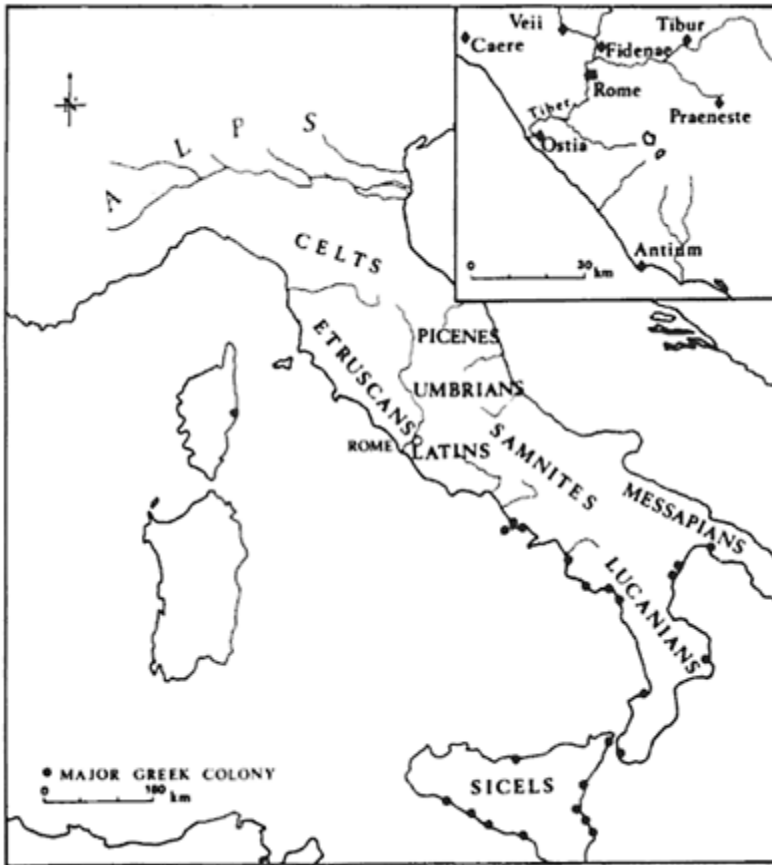 Veii
Tibur
Caere
Fidenae
Rome
Tiber
Praeneste
Ostia
Antium
0 30
km
N
ALPS
CELTS
ETRUSCANS
PICENES
UMBRIANS
ROME
LATINS
SAMNITES
MESSAPIANS
LUCANIANS
MAJOR GREEK COLONY
0 100
km
SICELS